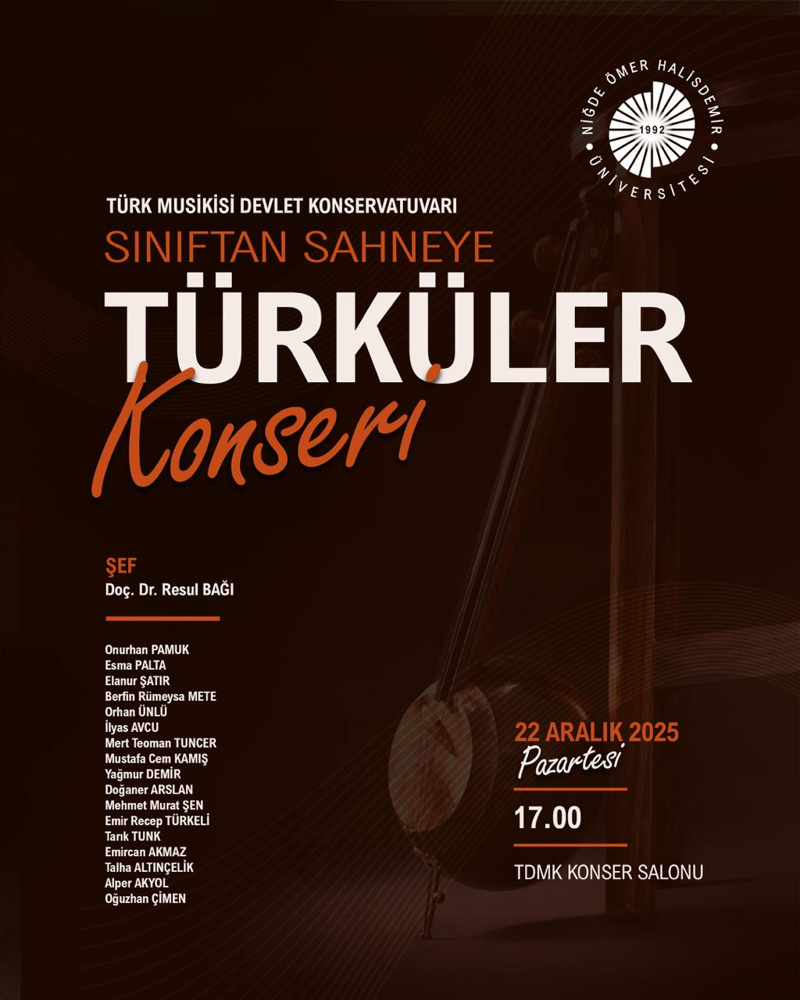 NİĞDE ÖMER HALİSDEMİR
• ÜNİVERSİTESİ •
1992
TÜRK MUSİKİSİ DEVLET KONSERVATUVARI
SINIFTAN SAHNEYE
TÜRKÜLER
Konseri
ŞEF
Doç. Dr. Resul BAĞI
Onurhan PAMUK
Esma PALTA
Elanur ŞATIR
Berfin Rümeysa METE
Orhan ÜNLÜ
İlyas AVCU
Mert Teoman TUNCER
Mustafa Cem KAMIŞ
Yağmur DEMİR
Doğaner ARSLAN
Mehmet Murat ŞEN
Emir Recep TÜRKELİ
Tarık TUNK
Emircan AKMAZ
Talha ALTINÇELİK
Alper AKYOL
Oğuzhan ÇİMEN
22 ARALIK 2025
Pazartesi
17.00
TDMK KONSER SALONU